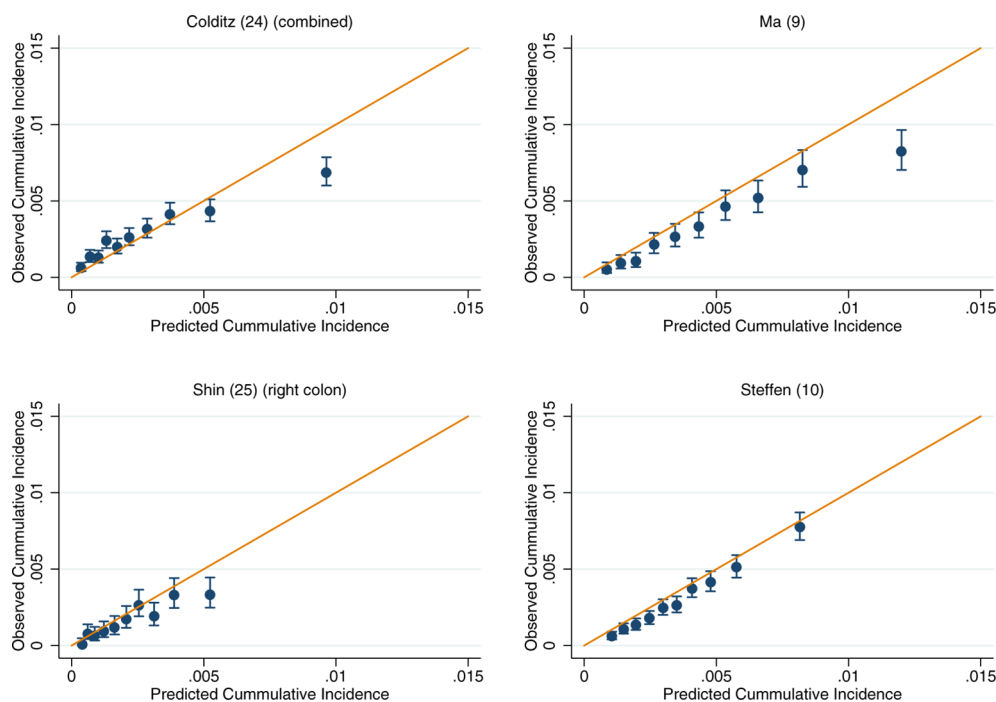 Colditz (24) (combined)
Observed Cummulative Incidence
.015
.01
.005
0
0 .005 .01 .015
Predicted Cummulative Incidence
Ma (9)
Observed Cummulative Incidence
.015
.01
.005
0
0 .005 .01 .015
Predicted Cummulative Incidence
Shin (25) (right colon)
Observed Cummulative Incidence
.015
.01
.005
0
0 .005 .01 .015
Predicted Cummulative Incidence
Steffen (10)
Observed Cummulative Incidence
.015
.01
.005
0
0 .005 .01 .015
Predicted Cummulative Incidence